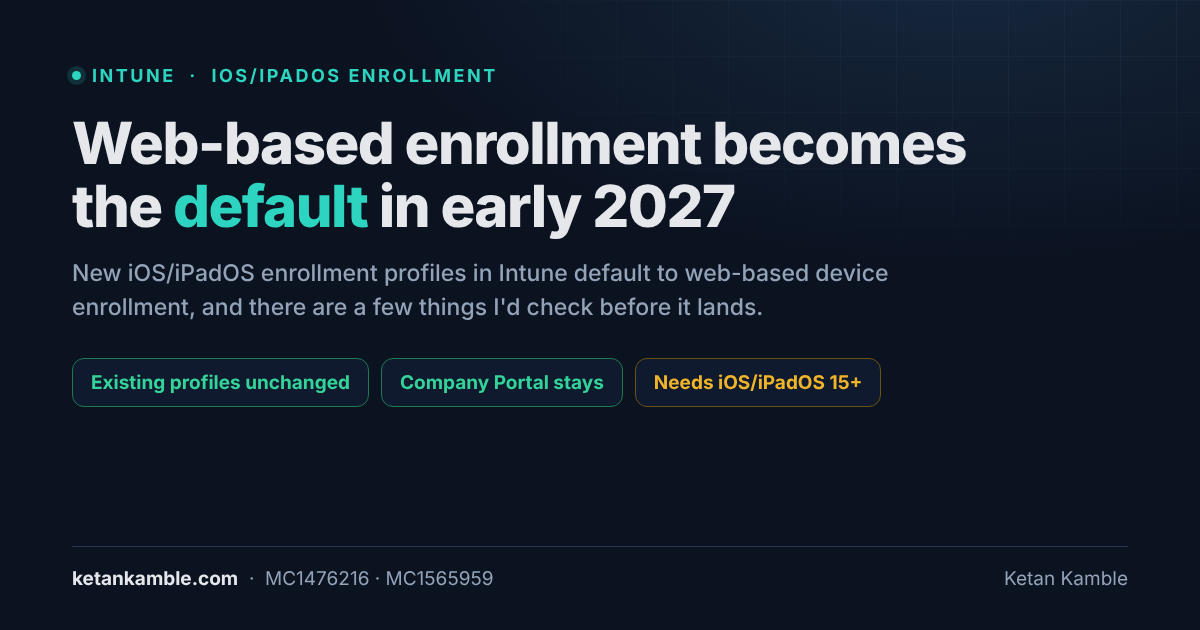 INTUNE · IOS/IPADOS ENROLLMENT
Web-based enrollment becomes
the default in early 2027
New iOS/iPadOS enrollment profiles in Intune default to web-based device
enrollment, and there are a few things I'd check before it lands.
Existing profiles unchanged
Company Portal stays
Needs iOS/iPadOS 15+
ketankamble.com · MC1476216 · MC1565959
Ketan Kamble